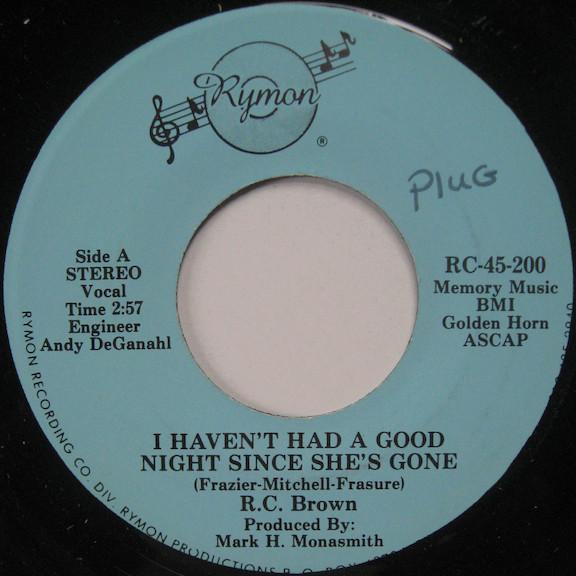 Rymon
®
PluG
Side A
STEREO
Vocal
Time 2:57
Engineer
Andy DeGanahl
RC-45-200
Memory Music
BMI
Golden Horn
ASCAP
I HAVEN'T HAD A GOOD
NIGHT SINCE SHE'S GONE
(Frazier-Mitchell-Frasure)
R.C. Brown
Produced By:
Mark H. Monasmith
RYMON RECORDING CO. DIV. RYMON PRODUCTIONS